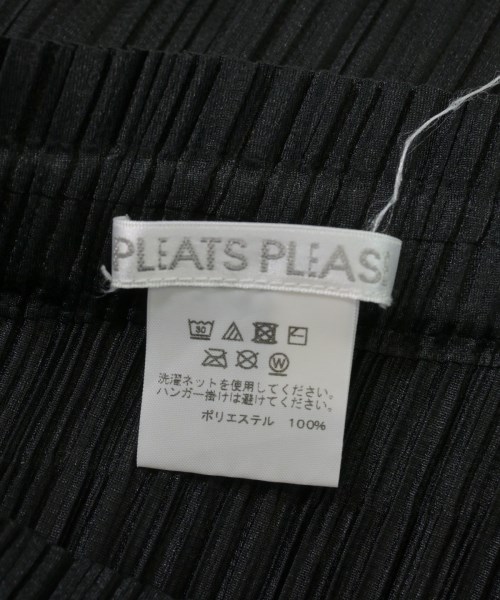 PLEATS PLEAS
30
W
洗濯ネットを使用してください。
ハンガー掛けは避けてください。
ポリエステル 100%